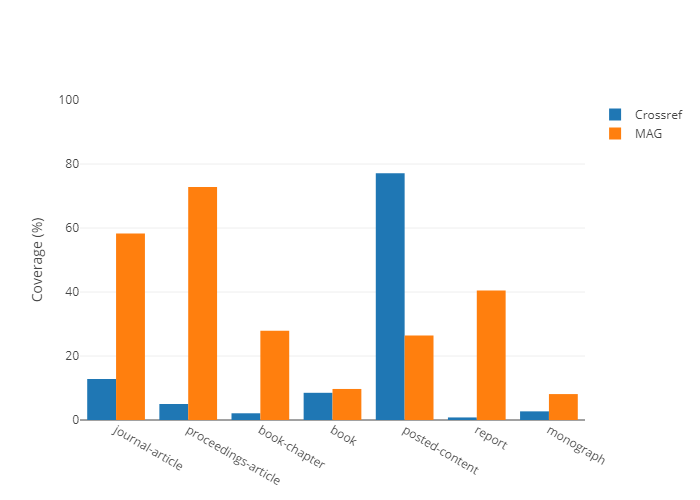 100
80
60
40
20
0
Coverage (%)
journal-article
proceedings-article
book-chapter
book
posted-content
report
monograph
Crossref
MAG